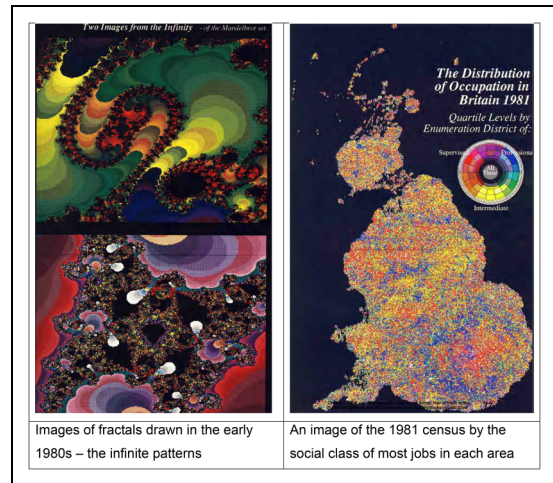 Two Images from the Infinity - of the Mandelbrot set
The Distribution
of Occupation in
Britain 1981
Quartile Levels by
Enumeration District of:
Intermediate
Images of fractals drawn in the early
1980s – the infinite patterns
An image of the 1981 census by the
social class of most jobs in each area